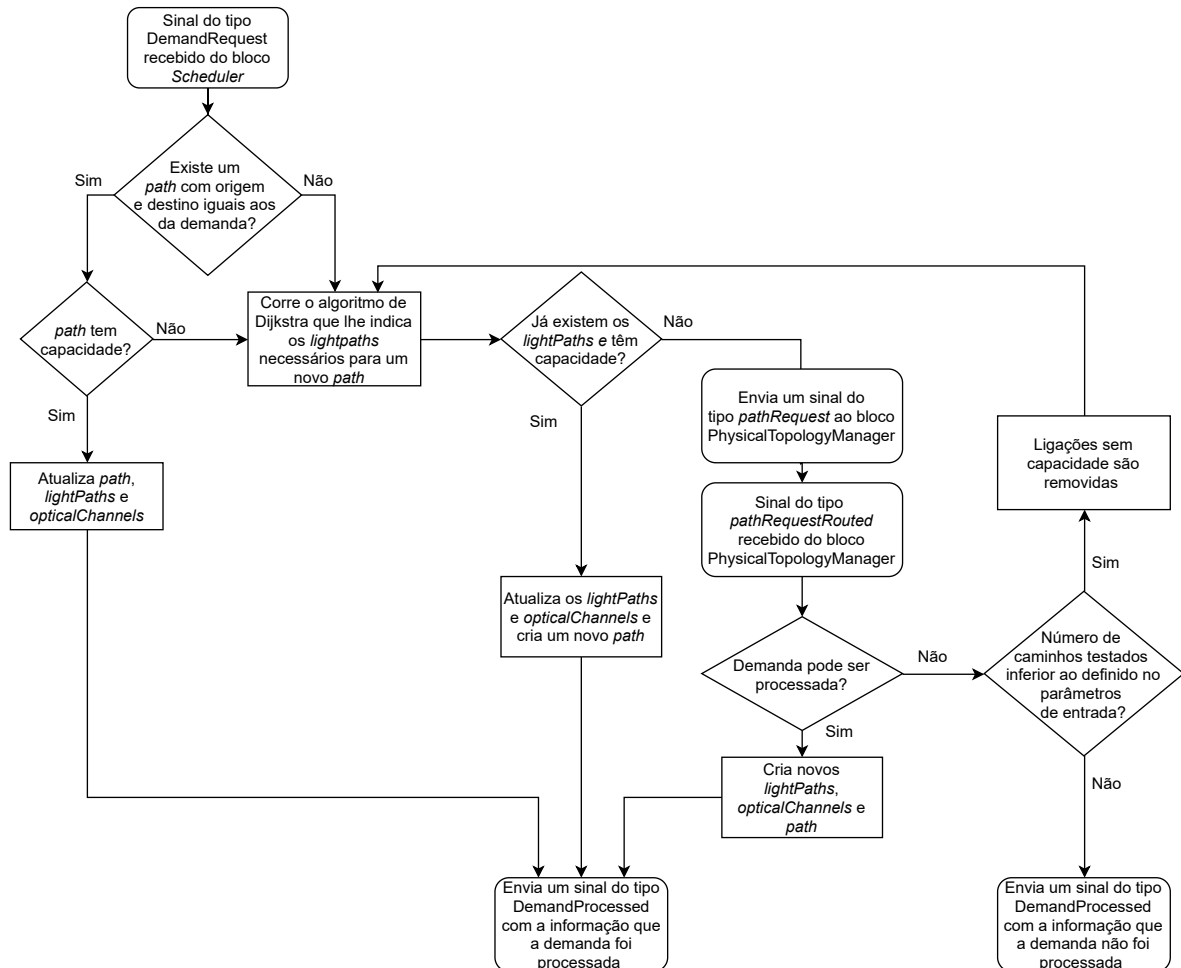 Sinal do tipo
DemandRequest
recebido do bloco
Scheduler
Existe um
path com origem
e destino iguais aos
da demanda?
Sim
Não
path tem
capacidade?
Não
Sim
Corre o algoritmo de
Dijkstra que lhe indica
os lightpaths
necessários para um
novo path
Já existem os
lightPaths e têm
capacidade?
Não
Sim
Atualiza path,
lightPaths e
opticalChannels
Envia um sinal do
tipo pathRequest ao bloco
PhysicalTopologyManager
Sinal do tipo
pathRequestRouted
recebido do bloco
PhysicalTopologyManager
Ligações sem
capacidade são
removidas
Sim
Atualiza os lightPaths
e opticalChannels e
cria um novo path
Demanda pode ser
processada?
Não
Sim
Número de
caminhos testados
inferior ao definido no
parâmetros
de entrada?
Não
Cria novos
lightPaths,
opticalChannels e
path
Envia um sinal do tipo
DemandProcessed
com a informação que
a demanda foi
processada
Envia um sinal do tipo
DemandProcessed
com a informação que
a demanda não foi
processada